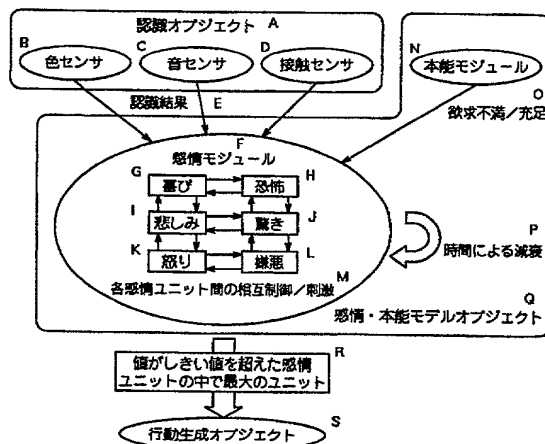 認識オブジェクト A
B C D
色センサ 音センサ 接触センサ
N
本能モジュール
認識結果 E
O
欲求不満/充足
F
感情モジュール
G H
喜び 恐怖
I J
悲しみ 驚き
K L
怒り 嫌悪
P
時間による減衰
M
各感情ユニット間の相互制御/刺激
Q
感情・本能モデルオブジェクト
R
値がしきい値を超えた感情
ユニットの中で最大のユニット
S
行動生成オブジェクト